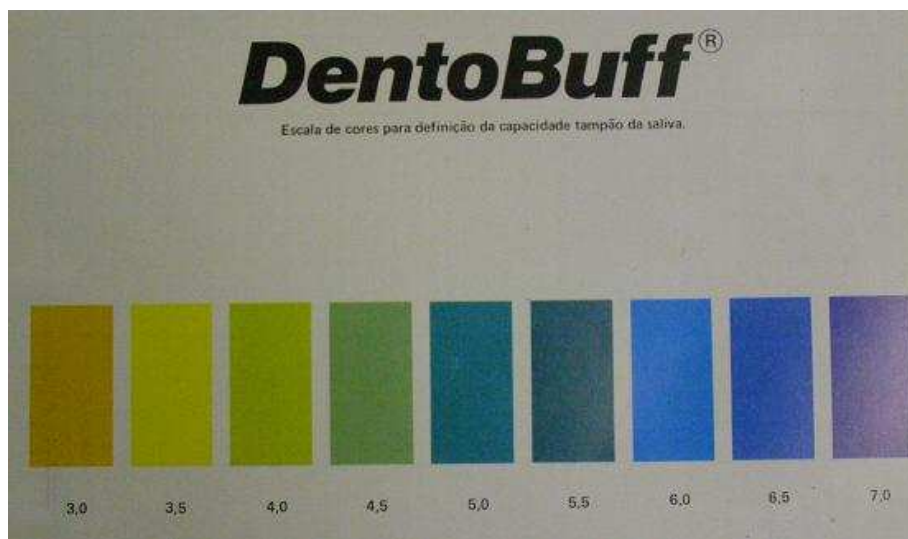 DentoBuff®
Escala de cores para definição da capacidade tampão da saliva.
3,0 3,5 4,0 4,5 5,0 5,5 6,0 6,5 7,0